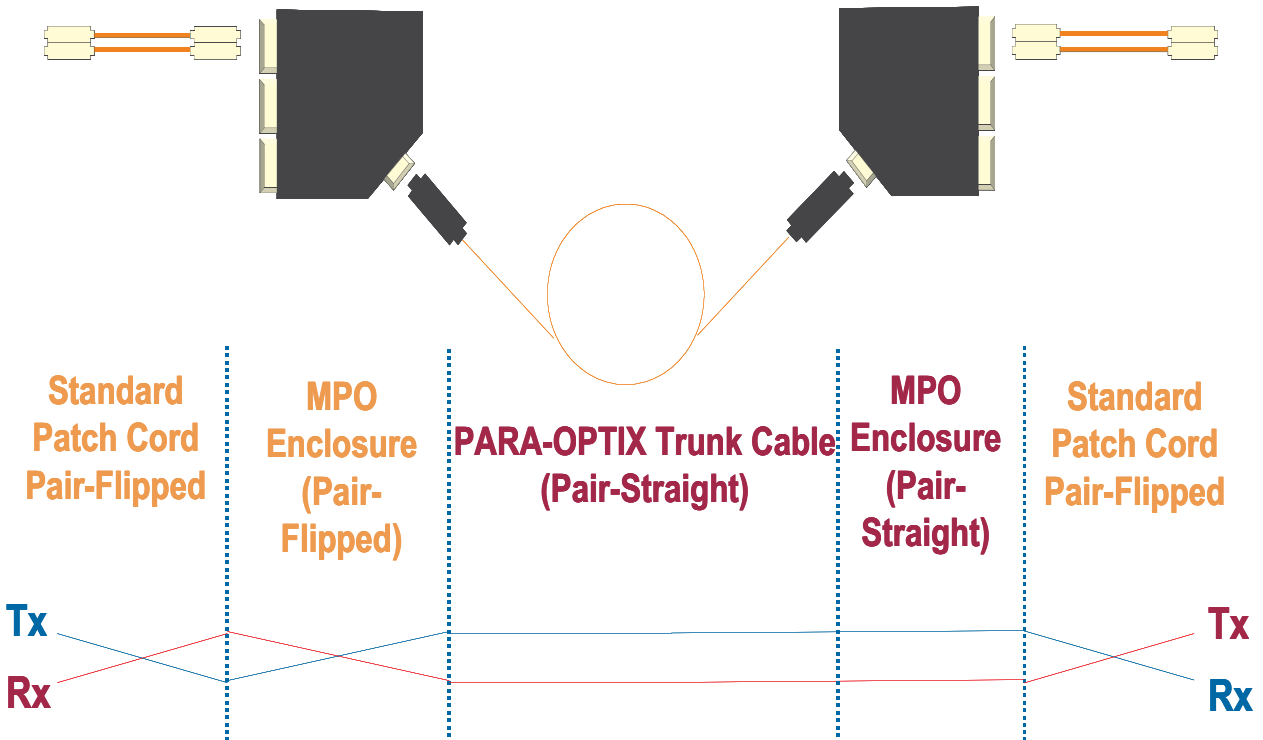 Standard
Patch Cord
Pair-Flipped
MPO
Enclosure
(Pair-
Flipped)
PARA-OPTIX Trunk Cable
(Pair-Straight)
MPO
Enclosure
(Pair-
Straight)
Standard
Patch Cord
Pair-Flipped
Tx
Rx
Tx
Rx